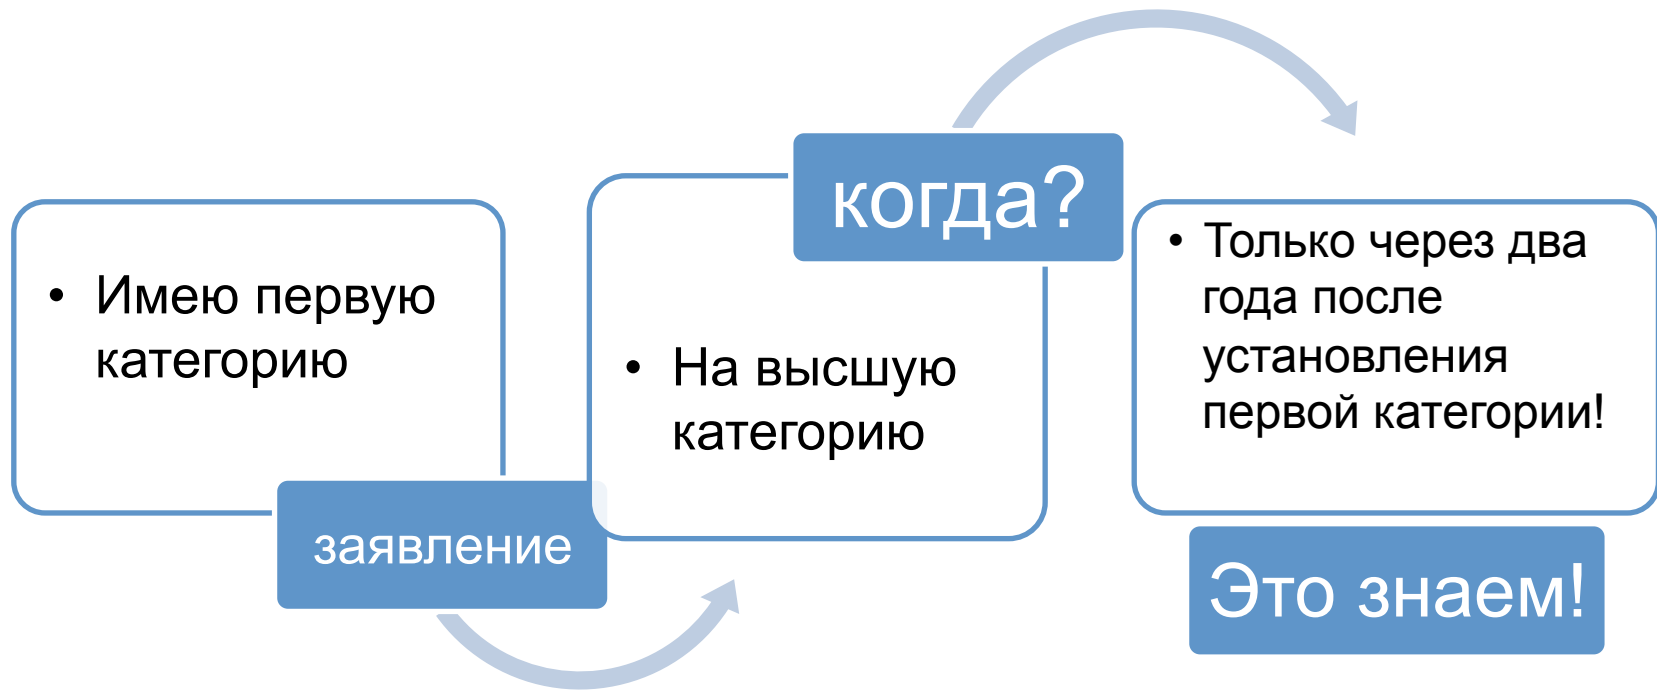 • Имею первую
категорию
заявление
• На высшую
категорию
когда?
• Только через два
года после
установления
первой категории!
Это знаем!